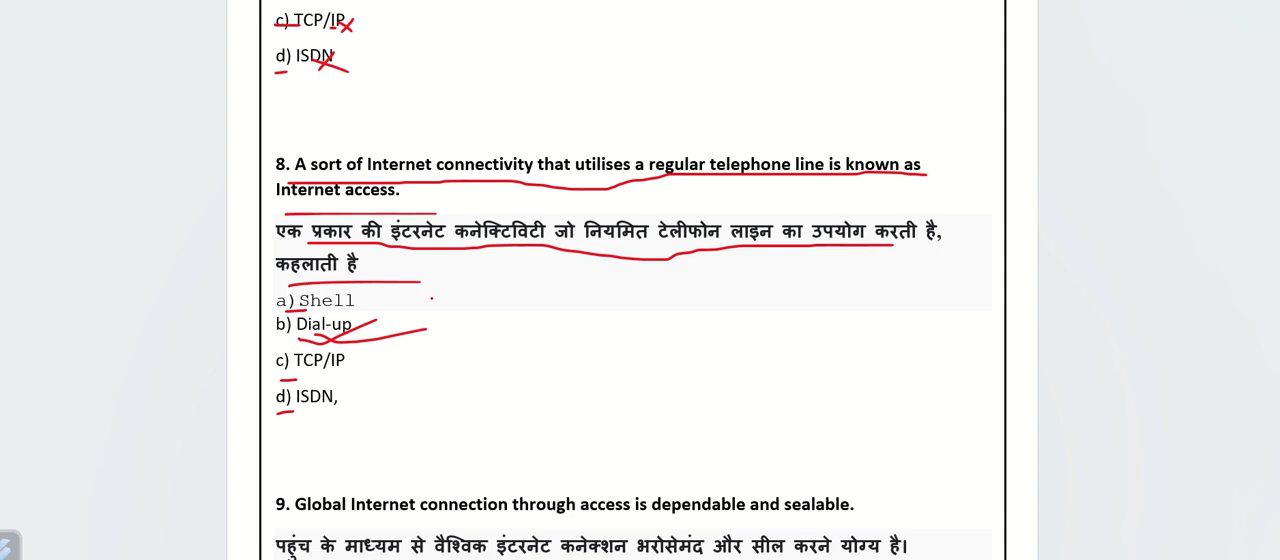 c) TCP/IP
d) ISDN
8. A sort of Internet connectivity that utilises a regular telephone line is known as
Internet access.
एक प्रकार की इंटरनेट कनेक्टिविटी जो नियमित टेलीफोन लाइन का उपयोग करती है,
कहलाती है
a) Shell
b) Dial-up
c) TCP/IP
d) ISDN,
9. Global Internet connection through access is dependable and sealable.
पहुंच के माध्यम से वैश्विक इंटरनेट कनेक्शन भरोसेमंद और सील करने योग्य है।